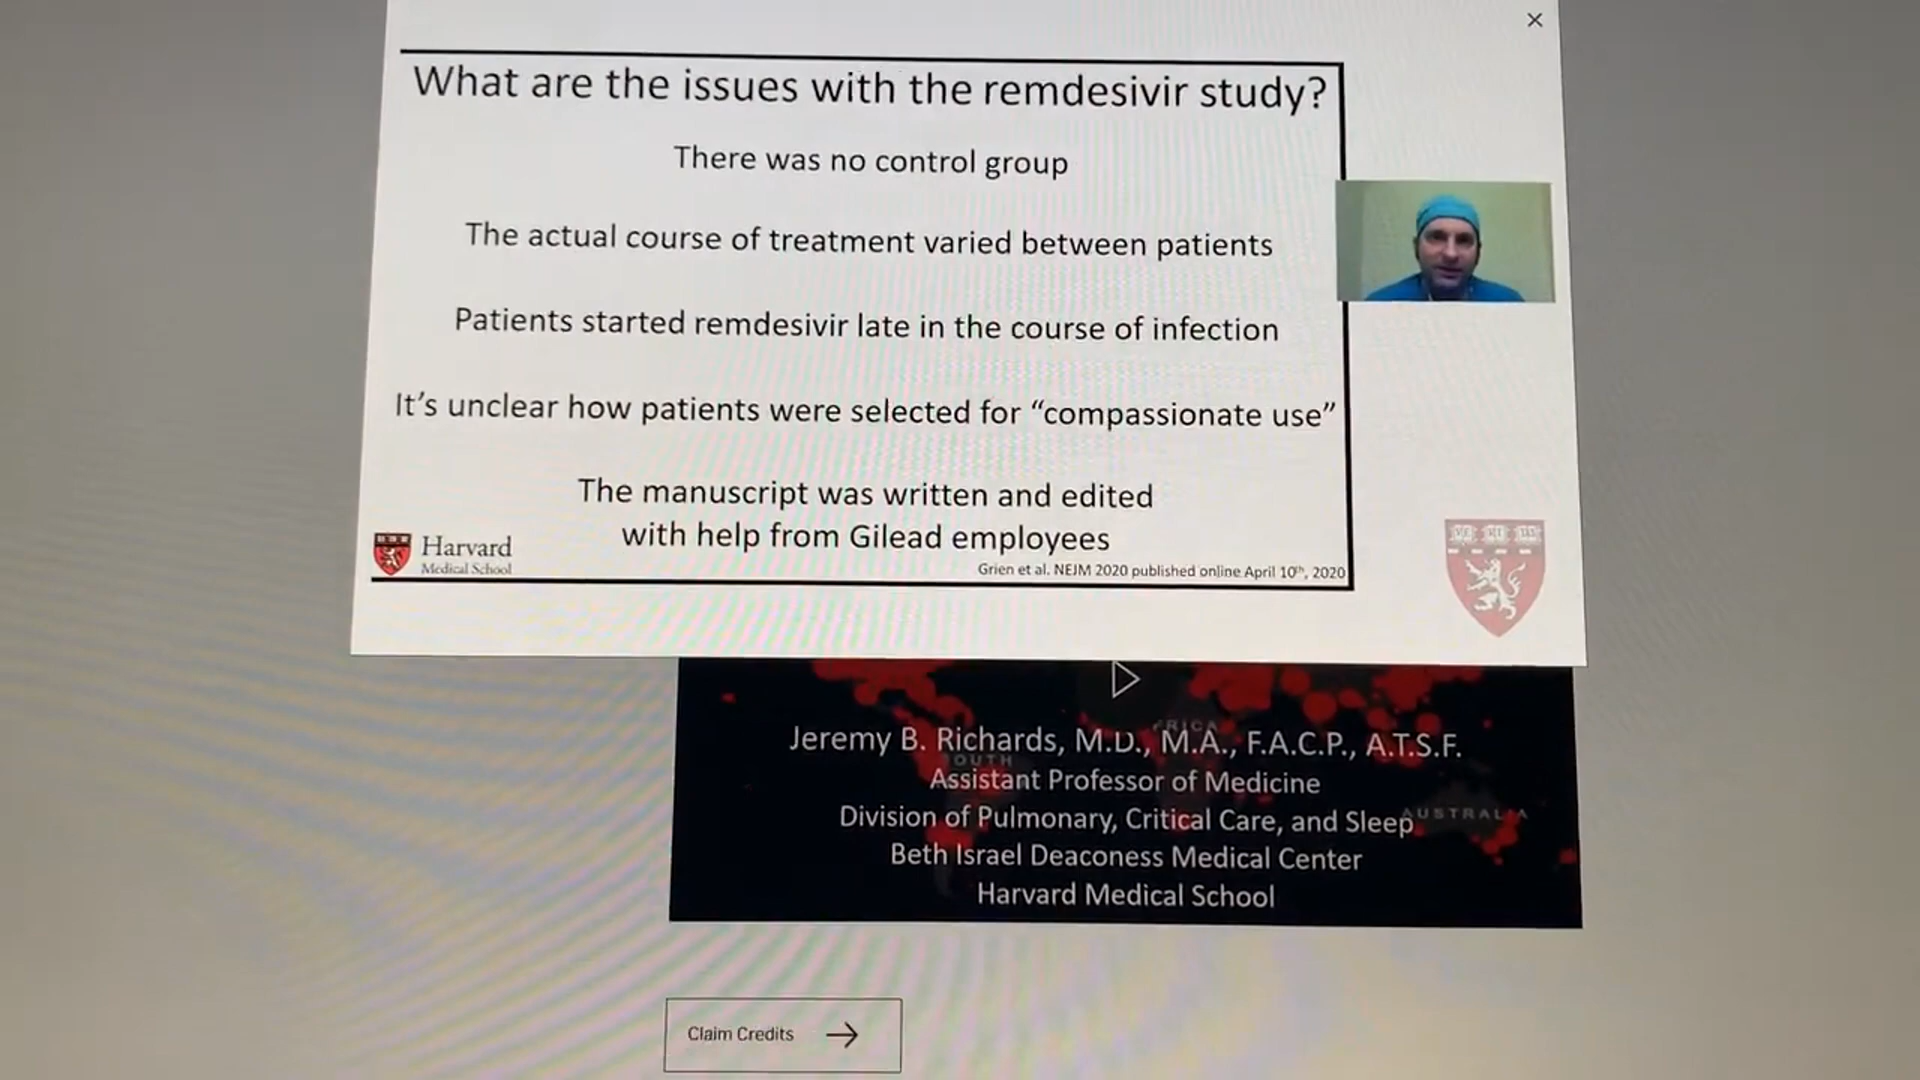 What are the issues with the remdesivir study?
There was no control group
The actual course of treatment varied between patients
Patients started remdesivir late in the course of infection
It's unclear how patients were selected for “compassionate use”
The manuscript was written and edited
with help from Gilead employees
Harvard
Medical School
Grien et al. NEJM 2020 published online April 10th, 2020
VE RI TAS
Jeremy B. Richards, M.D., M.A., F.A.C.P., A.T.S.F.
Assistant Professor of Medicine
Division of Pulmonary, Critical Care, and Sleep
AUSTRALIA
Beth Israel Deaconess Medical Center
Harvard Medical School
Claim Credits